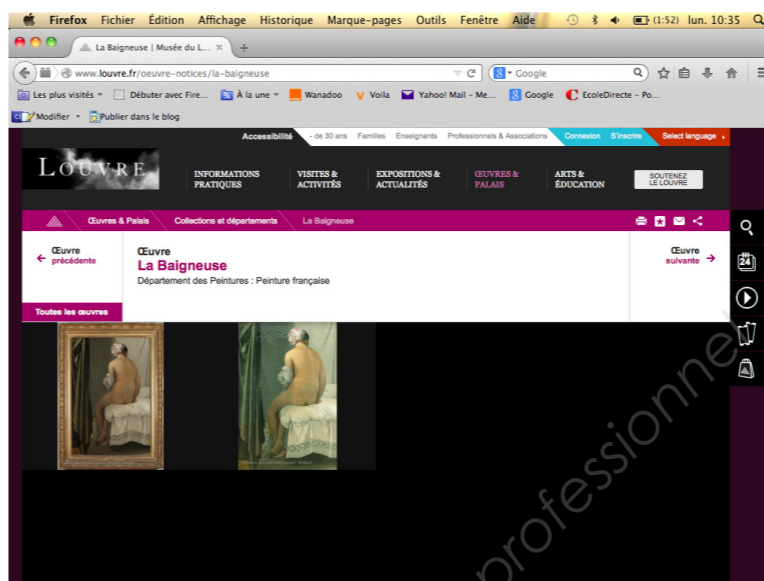 Firefox Fichier Édition Affichage Historique Marque-pages Outils Fenêtre Aide (1:52) lun. 10:35
La Baigneuse | Musée du L...
www.louvre.fr/oeuvre-notices/la-baigneuse Google
Les plus visités Débuter avec Fire... À la une Wanadoo Voila Yahoo! Mail – Me... Google EcoleDirecte – Po...
Modifier Publier dans le blog
Accessibilité - de 30 ans Familles Enseignants Professionnels & Associations Connexion S'inscrire Select language
LOUVRE
INFORMATIONS PRATIQUES
VISITES & ACTIVITÉS
EXPOSITIONS & ACTUALITÉS
ŒUVRES & PALAIS
ARTS & ÉDUCATION
SOUTENEZ LE LOUVRE
Œuvres & Palais Collections et départements La Baigneuse
Œuvre
précédente
Œuvre
La Baigneuse
Département des Peintures : Peinture française
Œuvre
suivante
24
Toutes les œuvres
professionnel